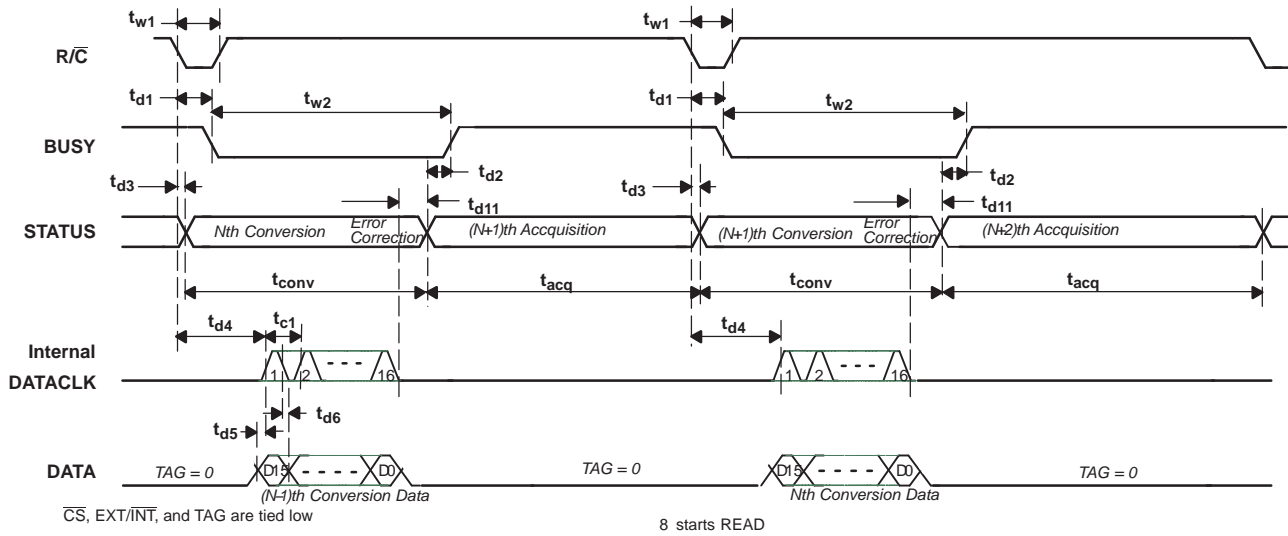 tw1 tw1
R/C̅
td1 tw2 td1 tw2
BUSY
td3 td2 td3 td2
td11 td11
STATUS Nth Conversion Error Correction (N+1)th Accquisition (N+1)th Conversion Error Correction (N+2)th Accquisition
tconv tacq tconv tacq
td4 tc1 td4
Internal
DATACLK 1 2 16 1 2 16
td5 td6
DATA TAG = 0 D15 D0 TAG = 0 D15 D0 TAG = 0
(N-1)th Conversion Data Nth Conversion Data
C̅S̅, EXT/I̅N̅T̅, and TAG are tied low
8 starts READ